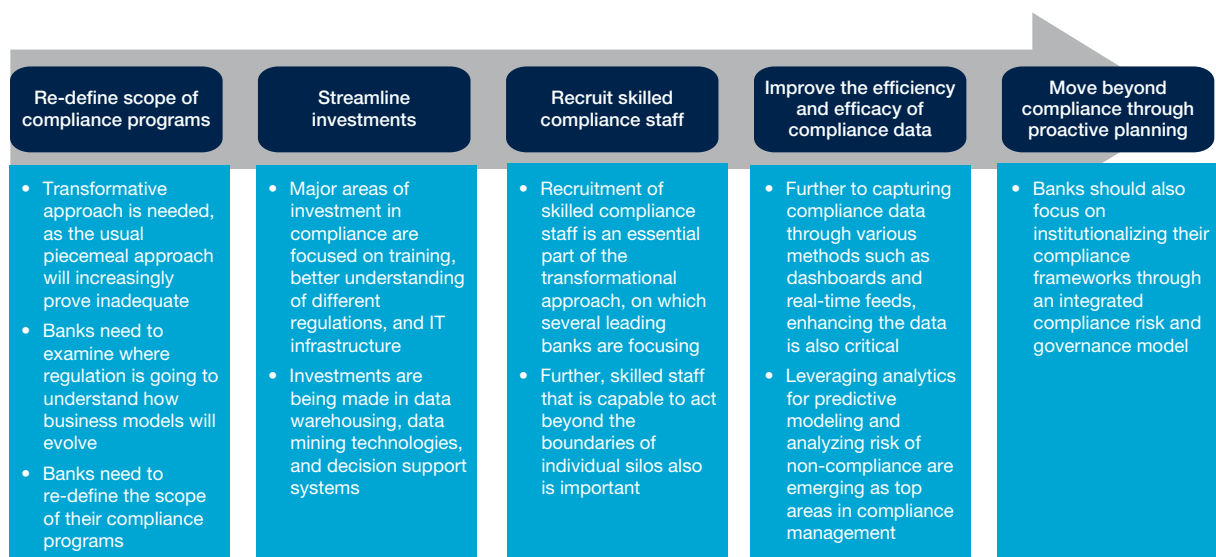 Re-define scope of
compliance programs
Streamline
investments
Recruit skilled
compliance staff
Improve the efficiency
and efficacy of
compliance data
Move beyond
compliance through
proactive planning
• Transformative
approach is needed,
as the usual
piecemeal approach
will increasingly
prove inadequate
• Banks need to
examine where
regulation is going to
understand how
business models will
evolve
• Banks need to
re-define the scope
of their compliance
programs
• Major areas of
investment in
compliance are
focused on training,
better understanding
of different
regulations, and IT
infrastructure
• Investments are
being made in data
warehousing, data
mining technologies,
and decision support
systems
• Recruitment of
skilled compliance
staff is an essential
part of the
transformational
approach, on which
several leading
banks are focusing
• Further, skilled staff
that is capable to act
beyond the
boundaries of
individual silos also
is important
• Further to capturing
compliance data
through various
methods such as
dashboards and
real-time feeds,
enhancing the data
is also critical
• Leveraging analytics
for predictive
modeling and
analyzing risk of
non-compliance are
emerging as top
areas in compliance
management
• Banks should also
focus on
institutionalizing their
compliance
frameworks through
an integrated
compliance risk and
governance model